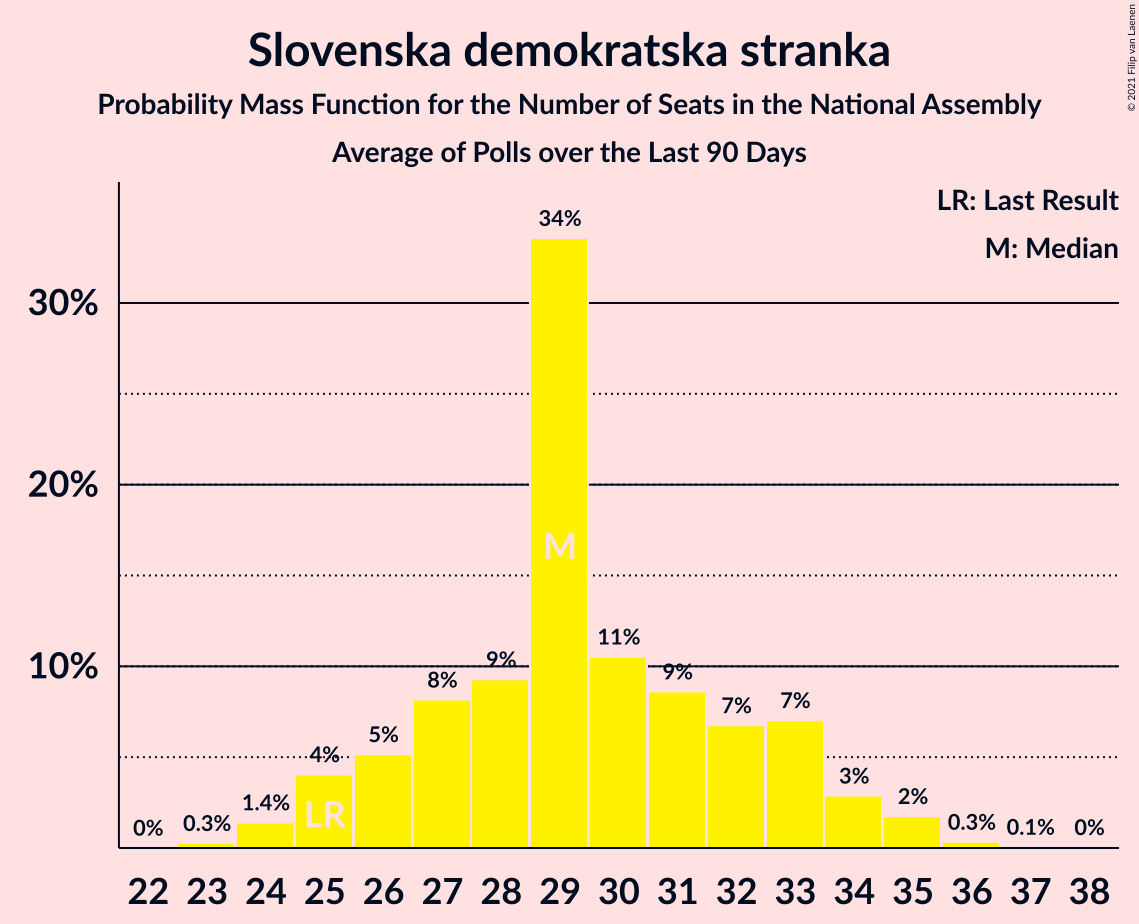 Slovenska demokratska stranka
Probability Mass Function for the Number of Seats in the National Assembly
Average of Polls over the Last 90 Days
© 2021 Filip van Laenen
LR: Last Result
M: Median
30%
20%
10%
0%
0.3%
1.4%
4%
5%
8%
9%
34%
11%
9%
7%
7%
3%
2%
0.3%
0.1%
0%
LR
M
22 23 24 25 26 27 28 29 30 31 32 33 34 35 36 37 38